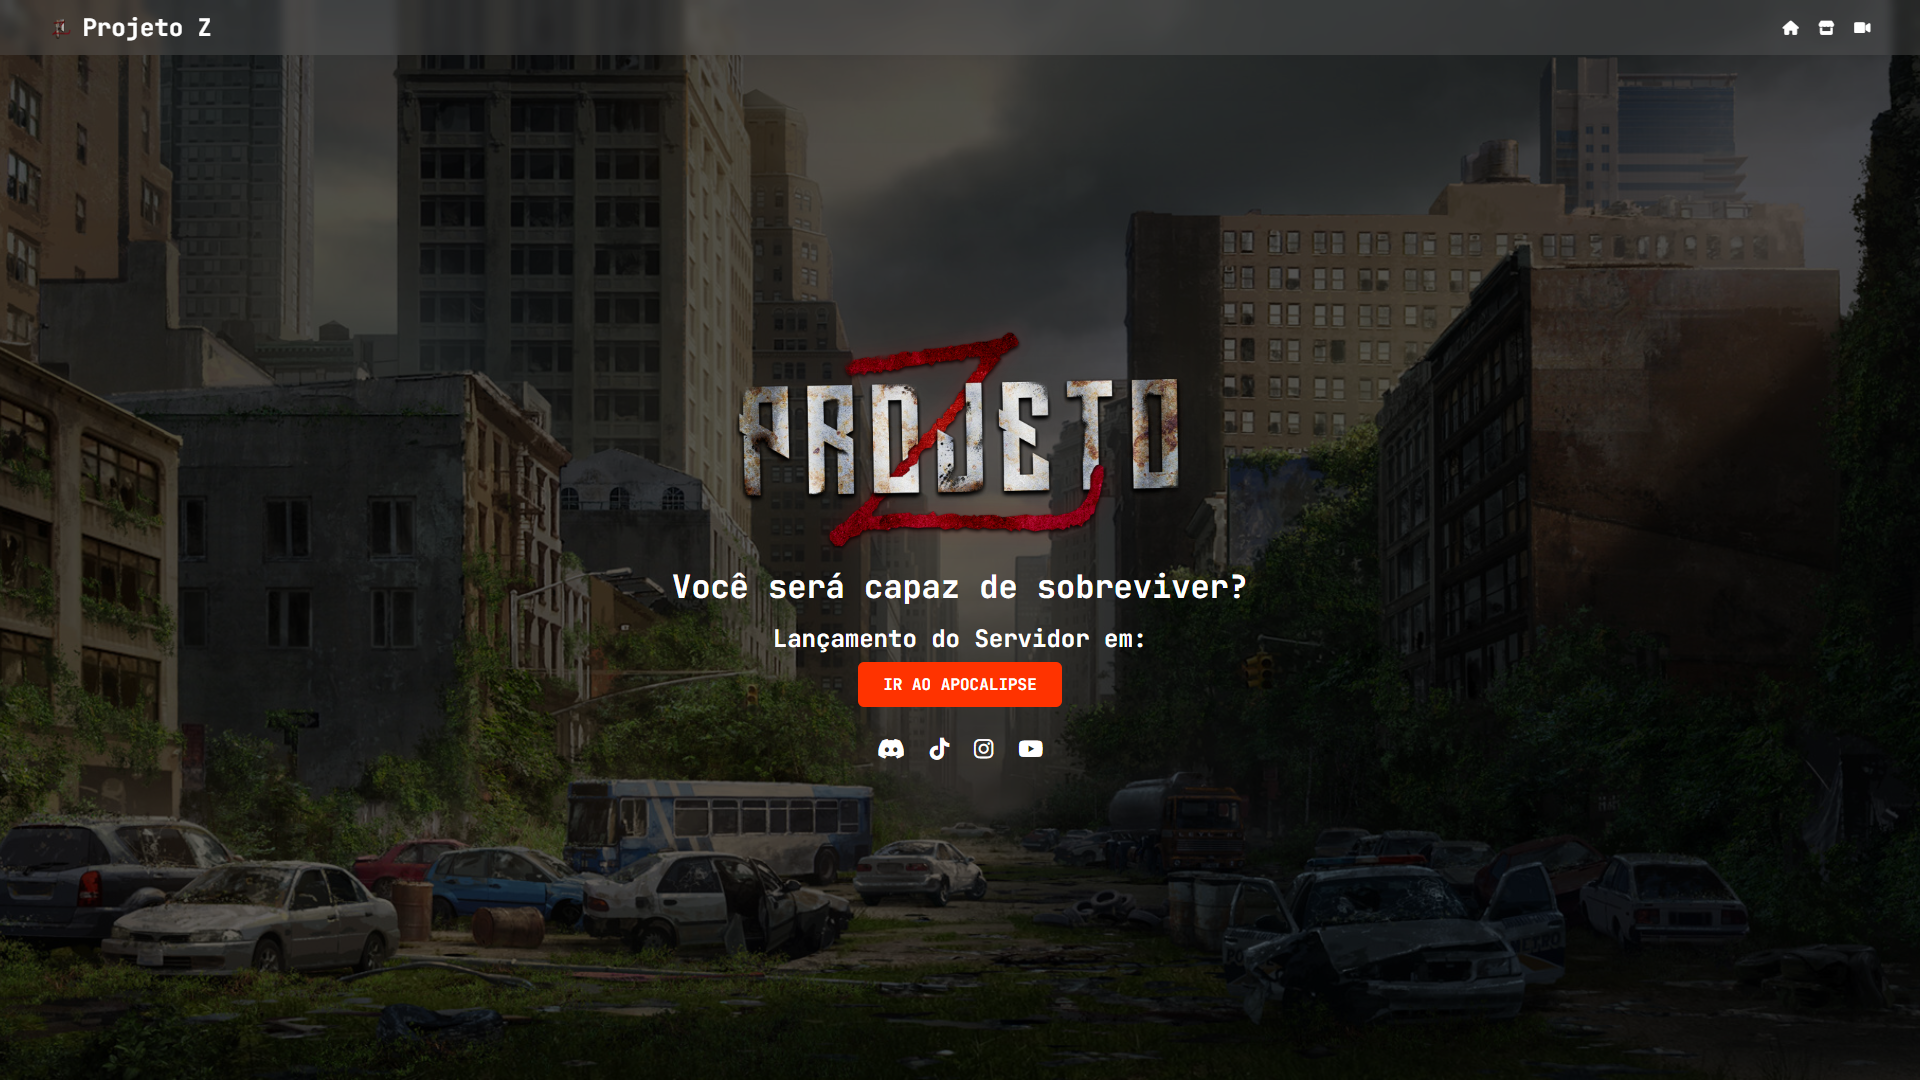 Projeto Z
PROJETO
Z
Você será capaz de sobreviver?
Lançamento do Servidor em:
IR AO APOCALIPSE